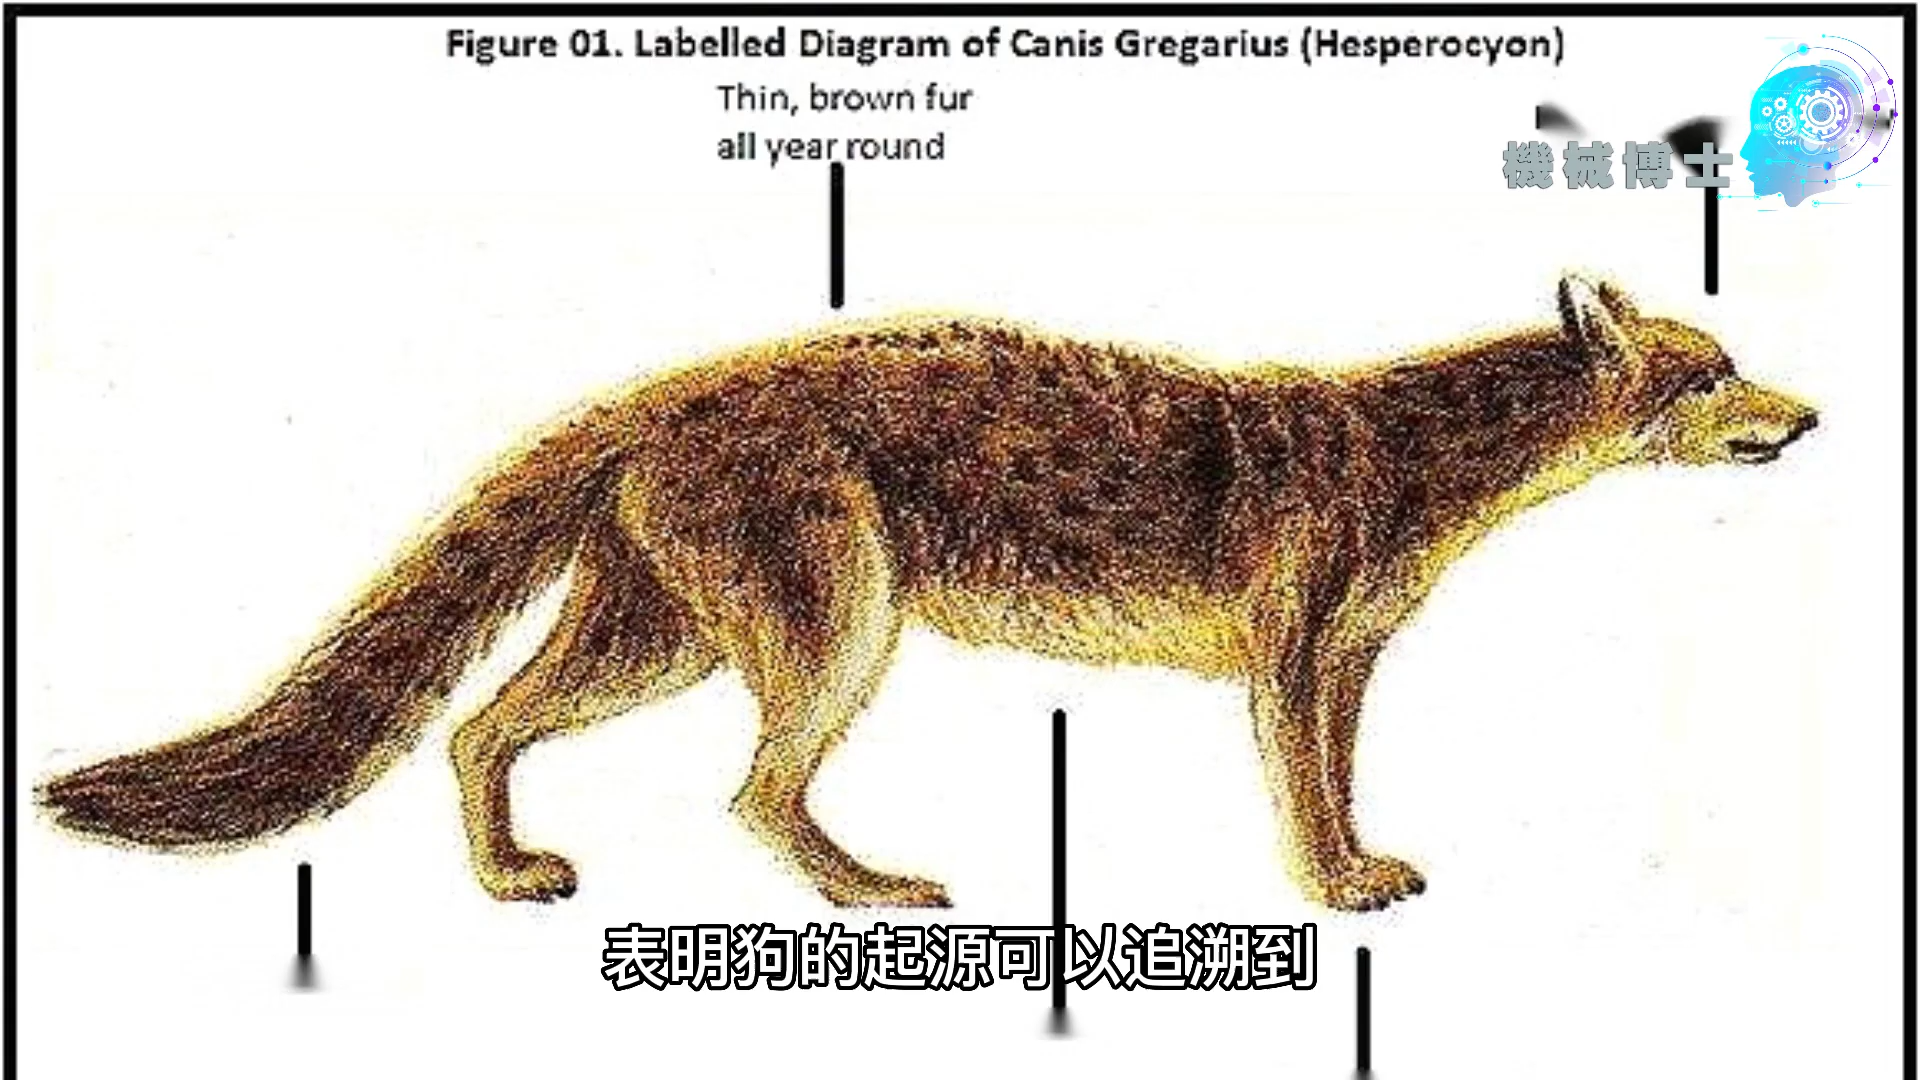 Figure 01. Labelled Diagram of Canis Gregarius (Hesperocyon)
Thin, brown fur
all year round
機械博士
表明狗的起源可以追溯到